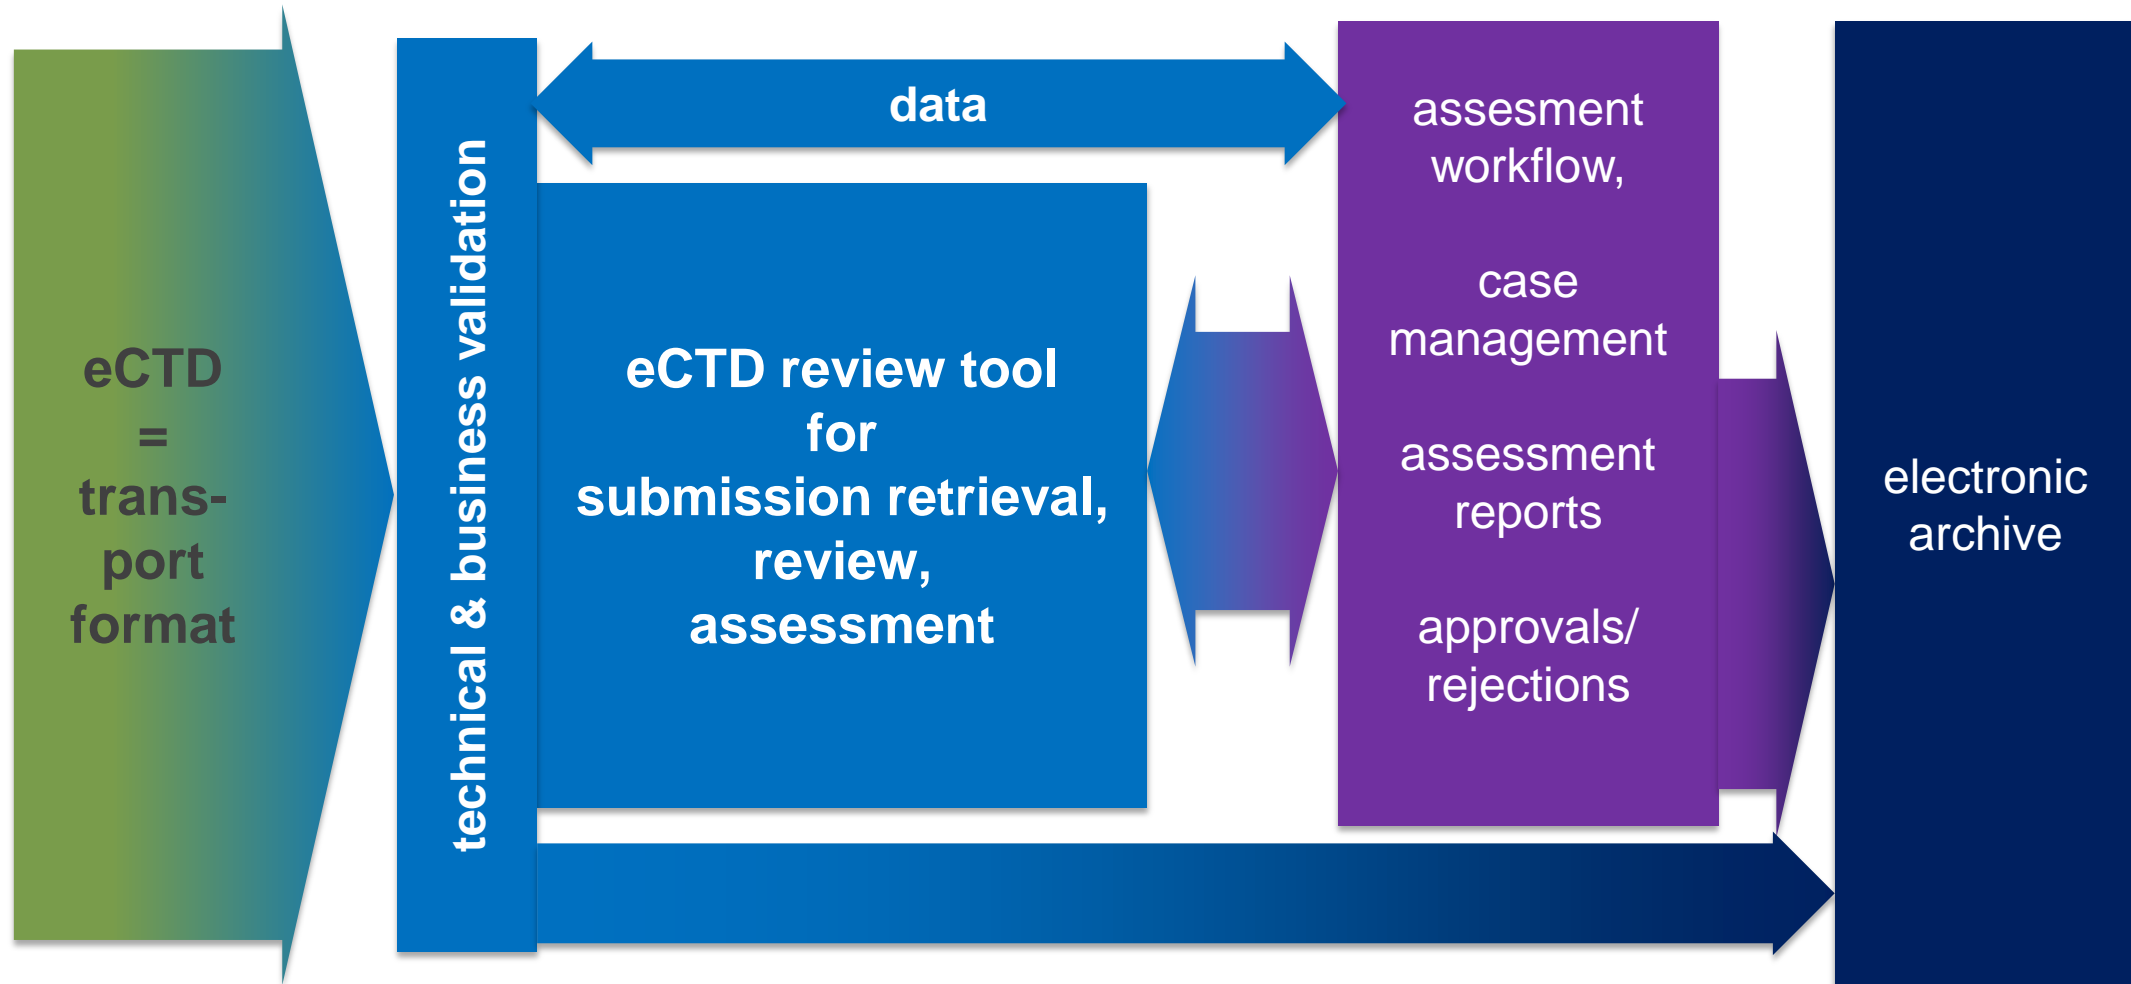 eCTD
=
trans-
port
format
technical & business validation
data
eCTD review tool
for
submission retrieval,
review,
assessment
assesment
workflow,
case
management
assessment
reports
approvals/
rejections
electronic
archive